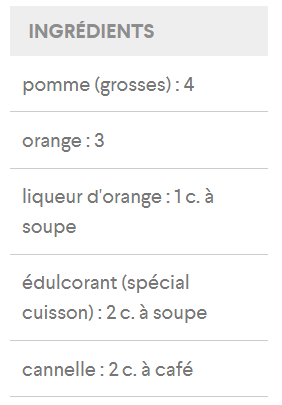 INGRÉDIENTS
pomme (grosses) : 4
orange : 3
liqueur d'orange : 1 c. à
soupe
édulcorant (spécial
cuisson) : 2 c. à soupe
cannelle : 2 c. à café